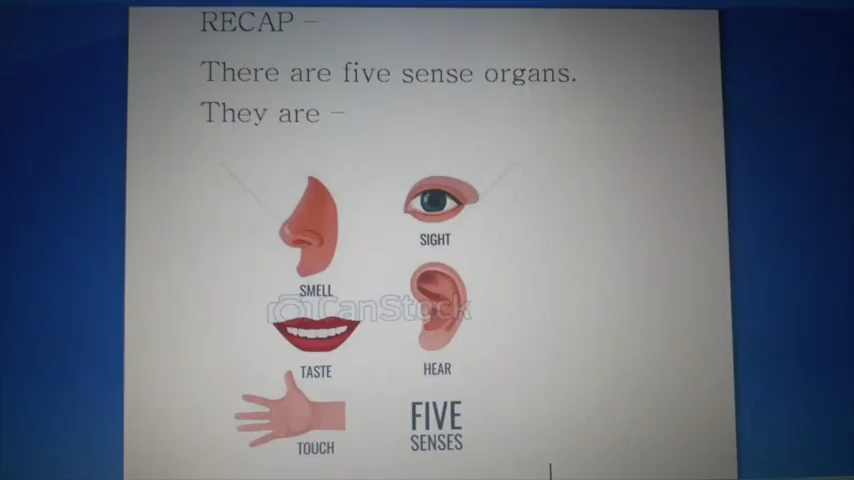 RECAP –
There are five sense organs.
They are –
SIGHT
SMELL
CanStock
TASTE
HEAR
TOUCH
FIVE
SENSES